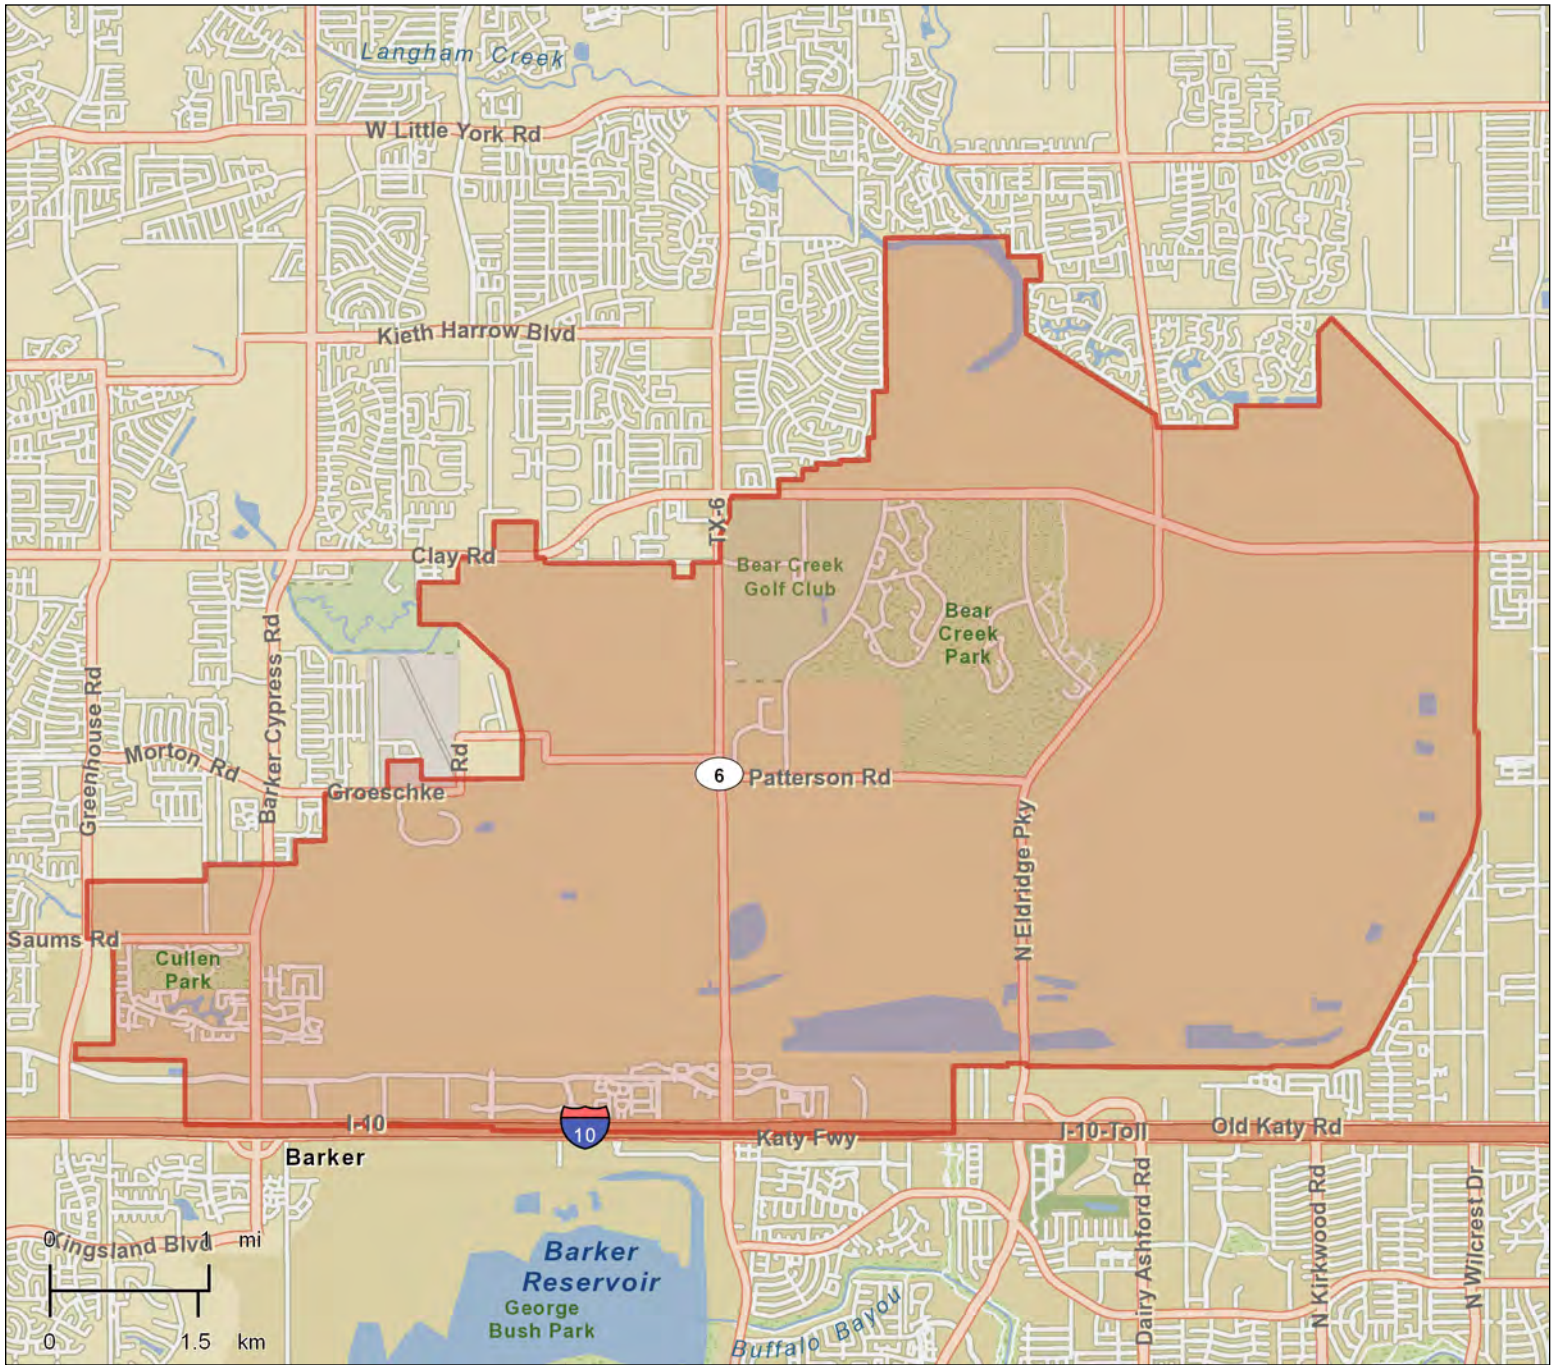 Langham Creek
W Little York Rd
Kieth Harrow Blvd
TX-6
Clay Rd
Bear Creek
Golf Club
Bear
Creek
Park
Barker Cypress Rd
Greenhouse Rd
Morton Rd
Rd
Groeschke
6
Patterson Rd
N Eldridge Pky
Saums Rd
Cullen
Park
I-10
10
Katy Fwy
I-10-Toll
Old Katy Rd
Barker
Kingsland Blvd
0 1 mi
0 1.5 km
Barker
Reservoir
George
Bush Park
Buffalo Bayou
Dairy Ashford Rd
N Kirkwood Rd
N Wilcrest Dr